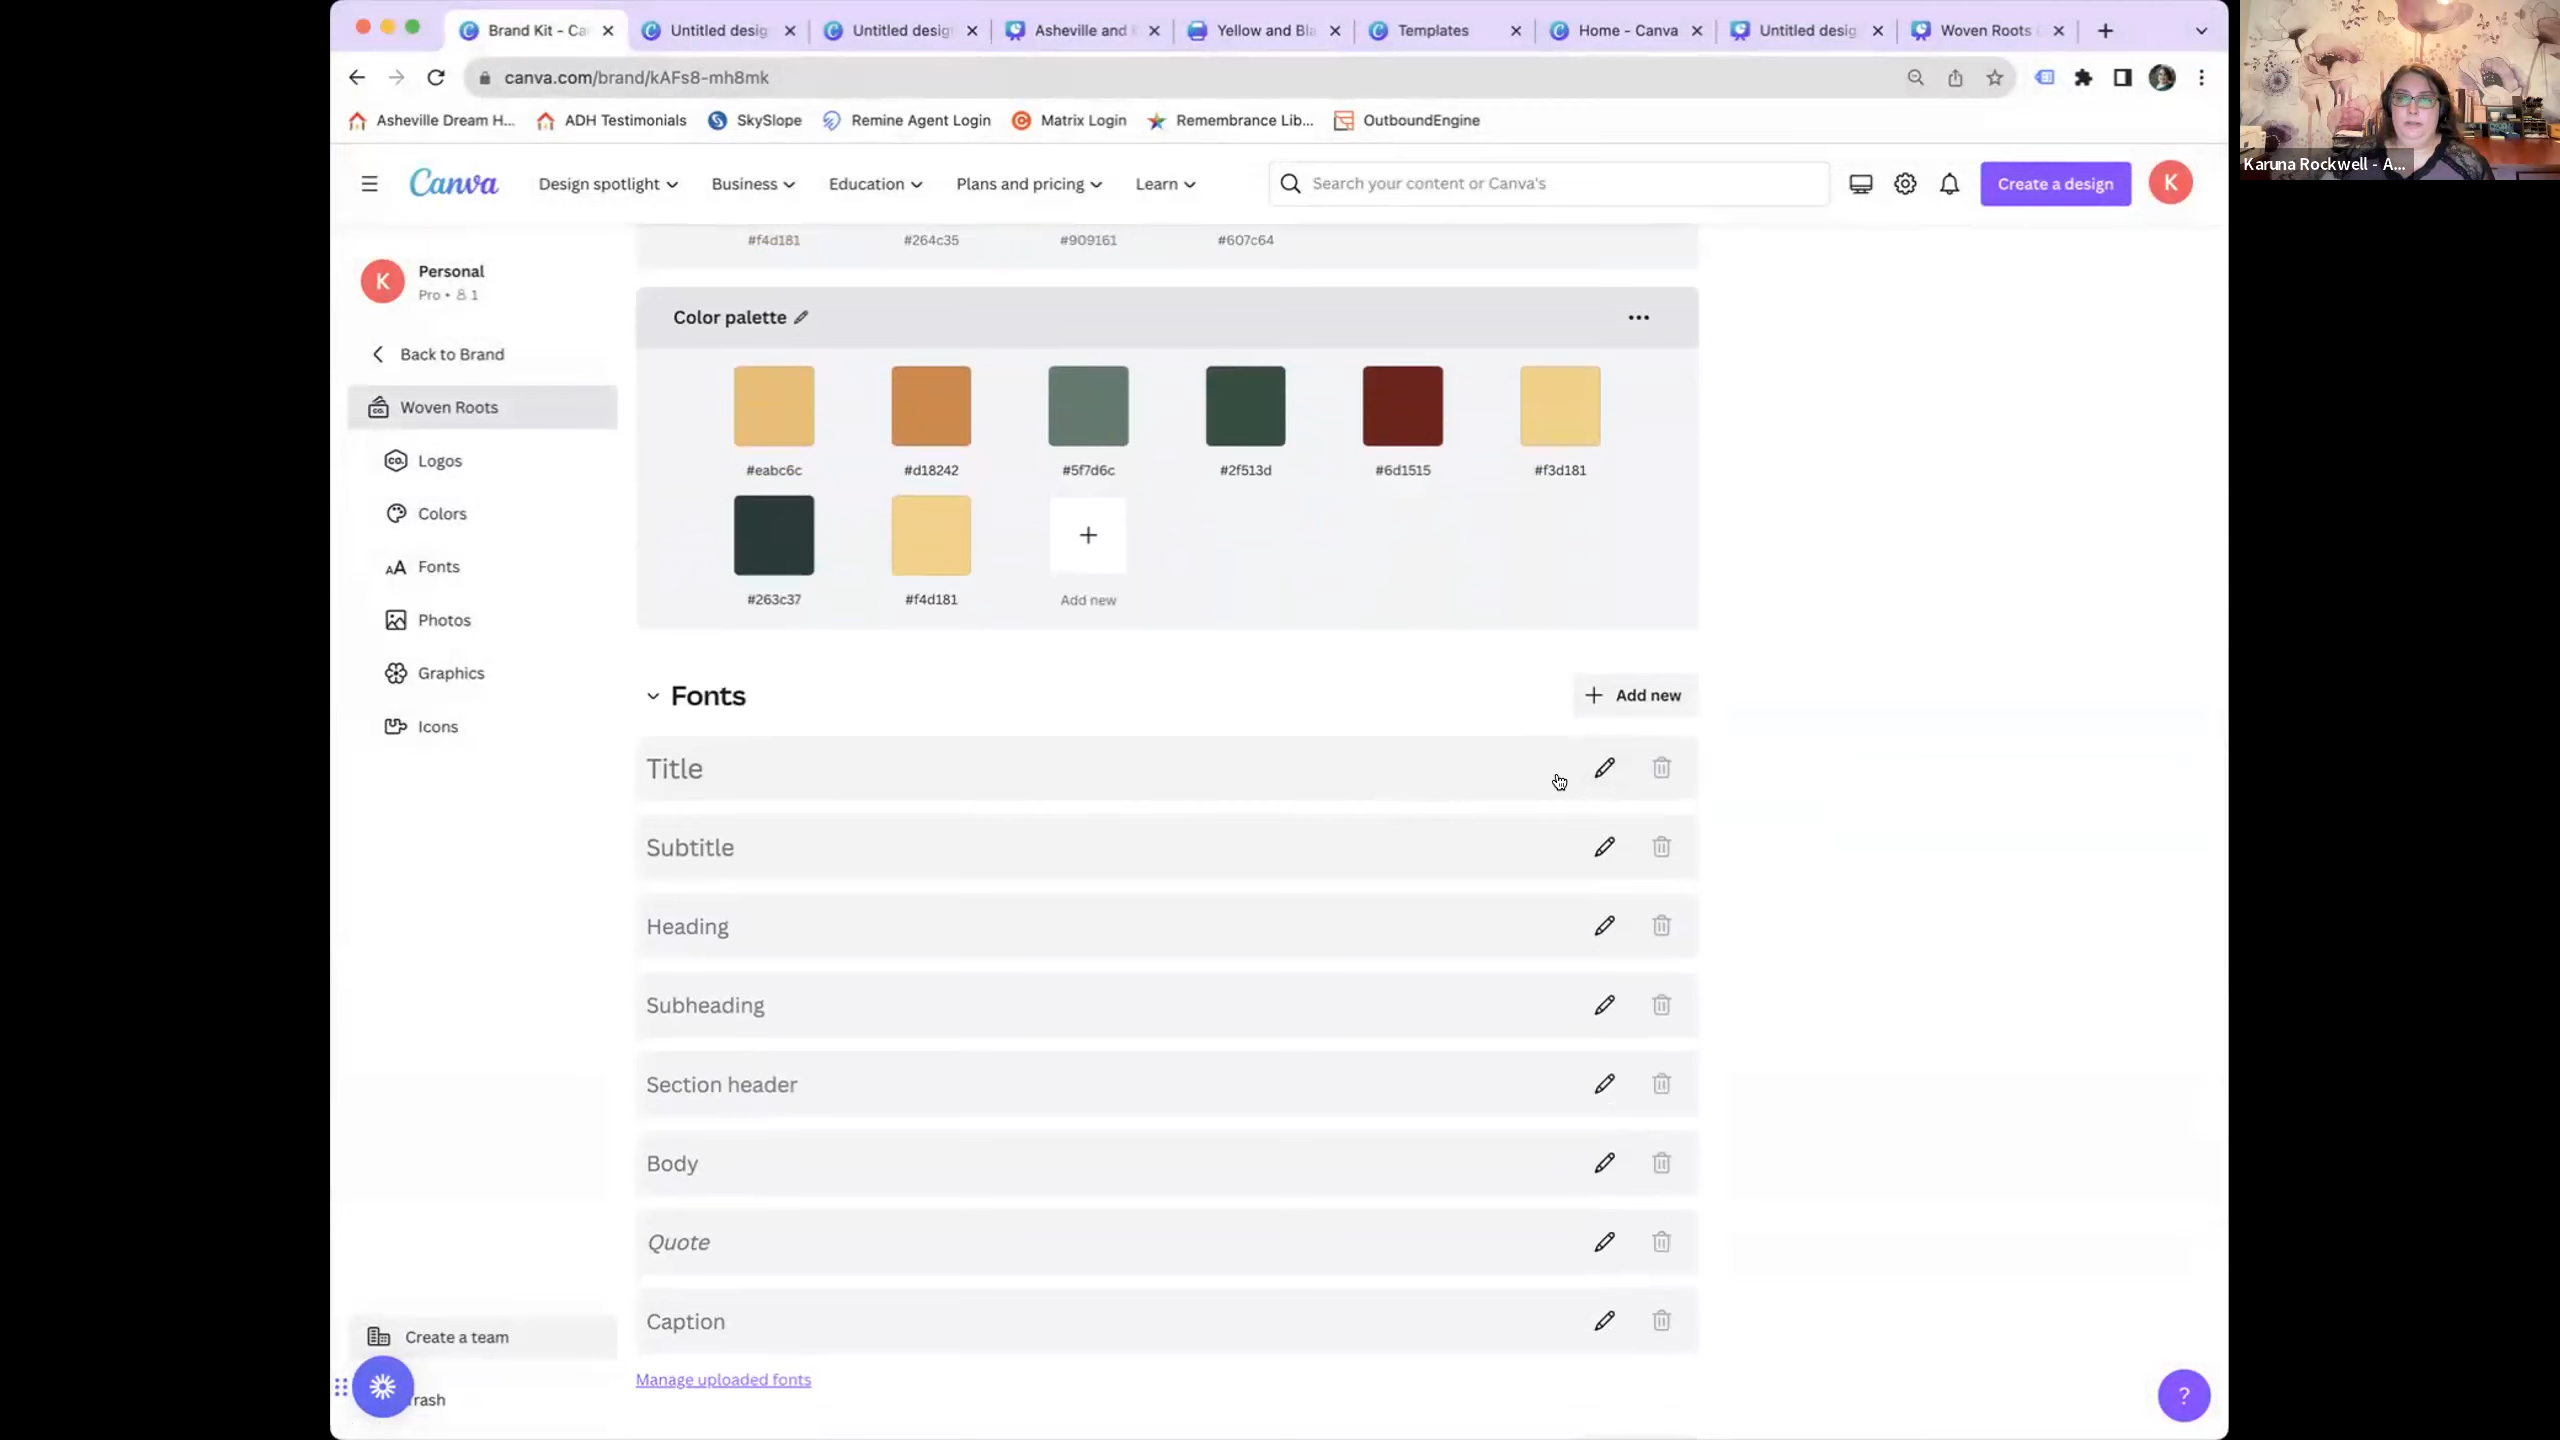 Brand Kit - Ca
Untitled desig
Untitled desig
Asheville and
Yellow and Bla
Templates
Home - Canva
Untitled desig
Woven Roots
canva.com/brand/kAFs8-mh8mk
Asheville Dream H...
ADH Testimonials
SkySlope
Remine Agent Login
Matrix Login
Remembrance Lib...
OutboundEngine
Canva
Design spotlight
Business
Education
Plans and pricing
Learn
Search your content or Canva's
Create a design
K
Karuna Rockwell - A...
K
Personal
Pro • 1
Back to Brand
Woven Roots
CO.
Logos
Colors
AA
Fonts
Photos
Graphics
Icons
Create a team
rash
#f4d181
#264c35
#909161
#607c64
Color palette
#eabc6c
#d18242
#5f7d6c
#2f513d
#6d1515
#f3d181
#263c37
#f4d181
+
Add new
Fonts
+ Add new
Title
Subtitle
Heading
Subheading
Section header
Body
Quote
Caption
Manage uploaded fonts
?